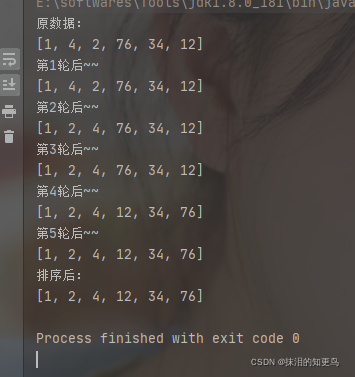 E:\softwares\Tools\jdk1.8.0_181\bin\java
原数据:
[1, 4, 2, 76, 34, 12]
第1轮后~~
[1, 4, 2, 76, 34, 12]
第2轮后~~
[1, 2, 4, 76, 34, 12]
第3轮后~~
[1, 2, 4, 76, 34, 12]
第4轮后~~
[1, 2, 4, 12, 34, 76]
第5轮后~~
[1, 2, 4, 12, 34, 76]
排序后:
[1, 2, 4, 12, 34, 76]
Process finished with exit code 0
CSDN @抹泪的知更鸟